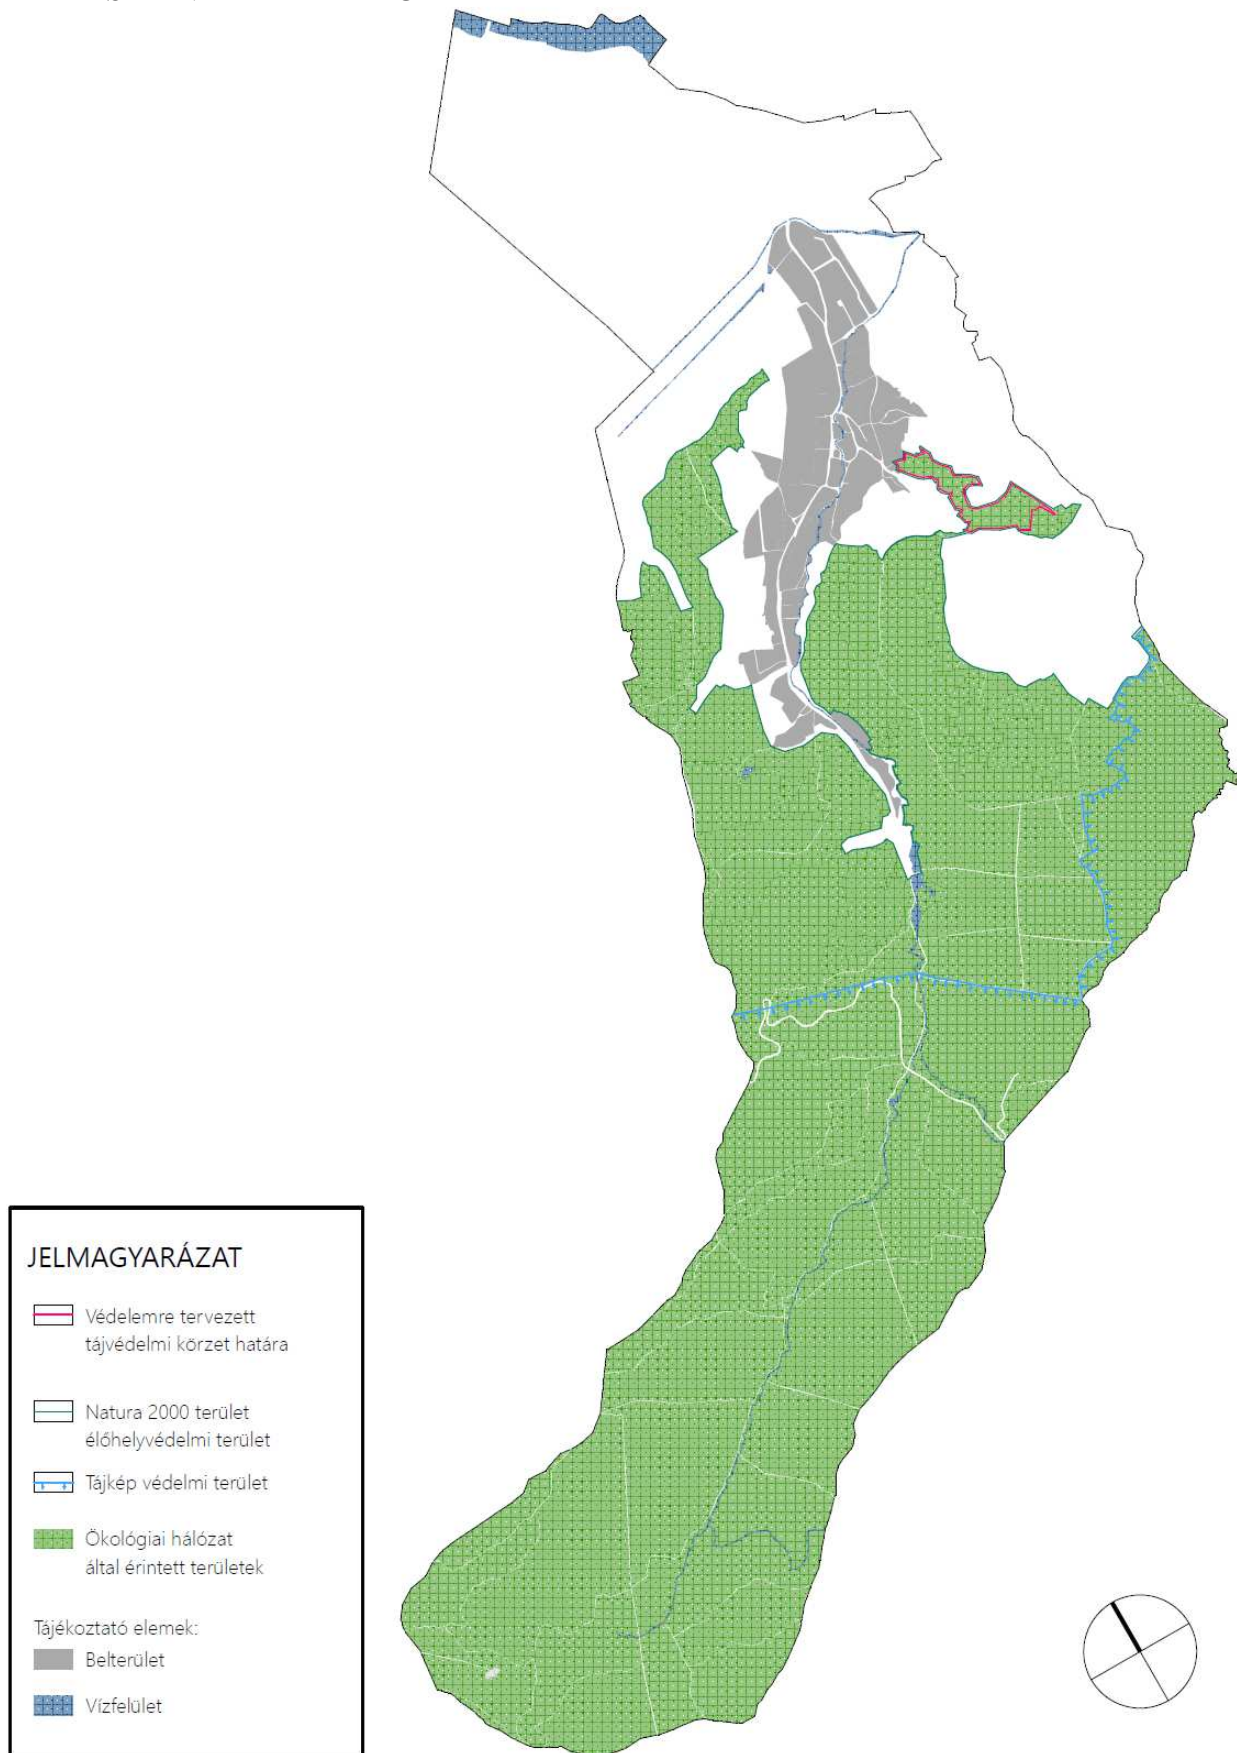 JELMAGYARÁZAT
Védelemre tervezett
tájvédelmi körzet határa
Natura 2000 terület
élőhelyvédelmi terület
Tájkép védelmi terület
Ökológiai hálózat
által érintett területek
Tájékoztató elemek:
Belterület
Vízfelület